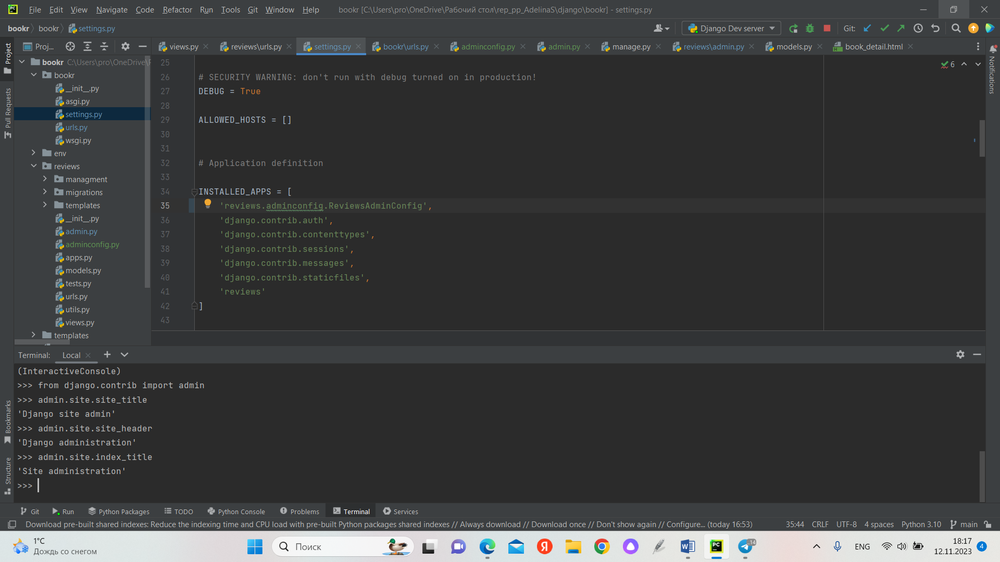 File Edit View Navigate Code Refactor Run Tools Git Window Help bookr [C:\Users\pro\OneDrive\Рабочий стол\rep_pp_AdelinaS\django\bookr] - settings.py
bookr bookr settings.py Django Dev server Git:
Project Proj... views.py reviews\urls.py settings.py bookr\urls.py adminconfig.py admin.py manage.py reviews\admin.py models.py book_detail.html
Pull Requests
Bookmarks
Structure
Notifications
bookr C:\Users\pro\OneDrive\
bookr
__init__.py
asgi.py
settings.py
urls.py
wsgi.py
env
reviews
managment
migrations
templates
__init__.py
admin.py
adminconfig.py
apps.py
models.py
tests.py
urls.py
utils.py
views.py
templates
6
25
26 # SECURITY WARNING: don't run with debug turned on in production!
27 DEBUG = True
28
29 ALLOWED_HOSTS = []
30
31
32 # Application definition
33
34 INSTALLED_APPS = [
35 'reviews.adminconfig.ReviewsAdminConfig',
36 'django.contrib.auth',
37 'django.contrib.contenttypes',
38 'django.contrib.sessions',
39 'django.contrib.messages',
40 'django.contrib.staticfiles',
41 'reviews'
42 ]
43
Terminal: Local
(InteractiveConsole)
>>> from django.contrib import admin
>>> admin.site.site_title
'Django site admin'
>>> admin.site.site_header
'Django administration'
>>> admin.site.index_title
'Site administration'
>>>
Git Run Python Packages TODO Python Console Problems Terminal Services
Download pre-built shared indexes: Reduce the indexing time and CPU load with pre-built Python packages shared indexes // Always download // Download once // Don't show again // Configure... (today 16:53) 35:44 CRLF UTF-8 4 spaces Python 3.10 main
1°C
Дождь со снегом
Поиск
PC
14
ENG
18:17
12.11.2023
4